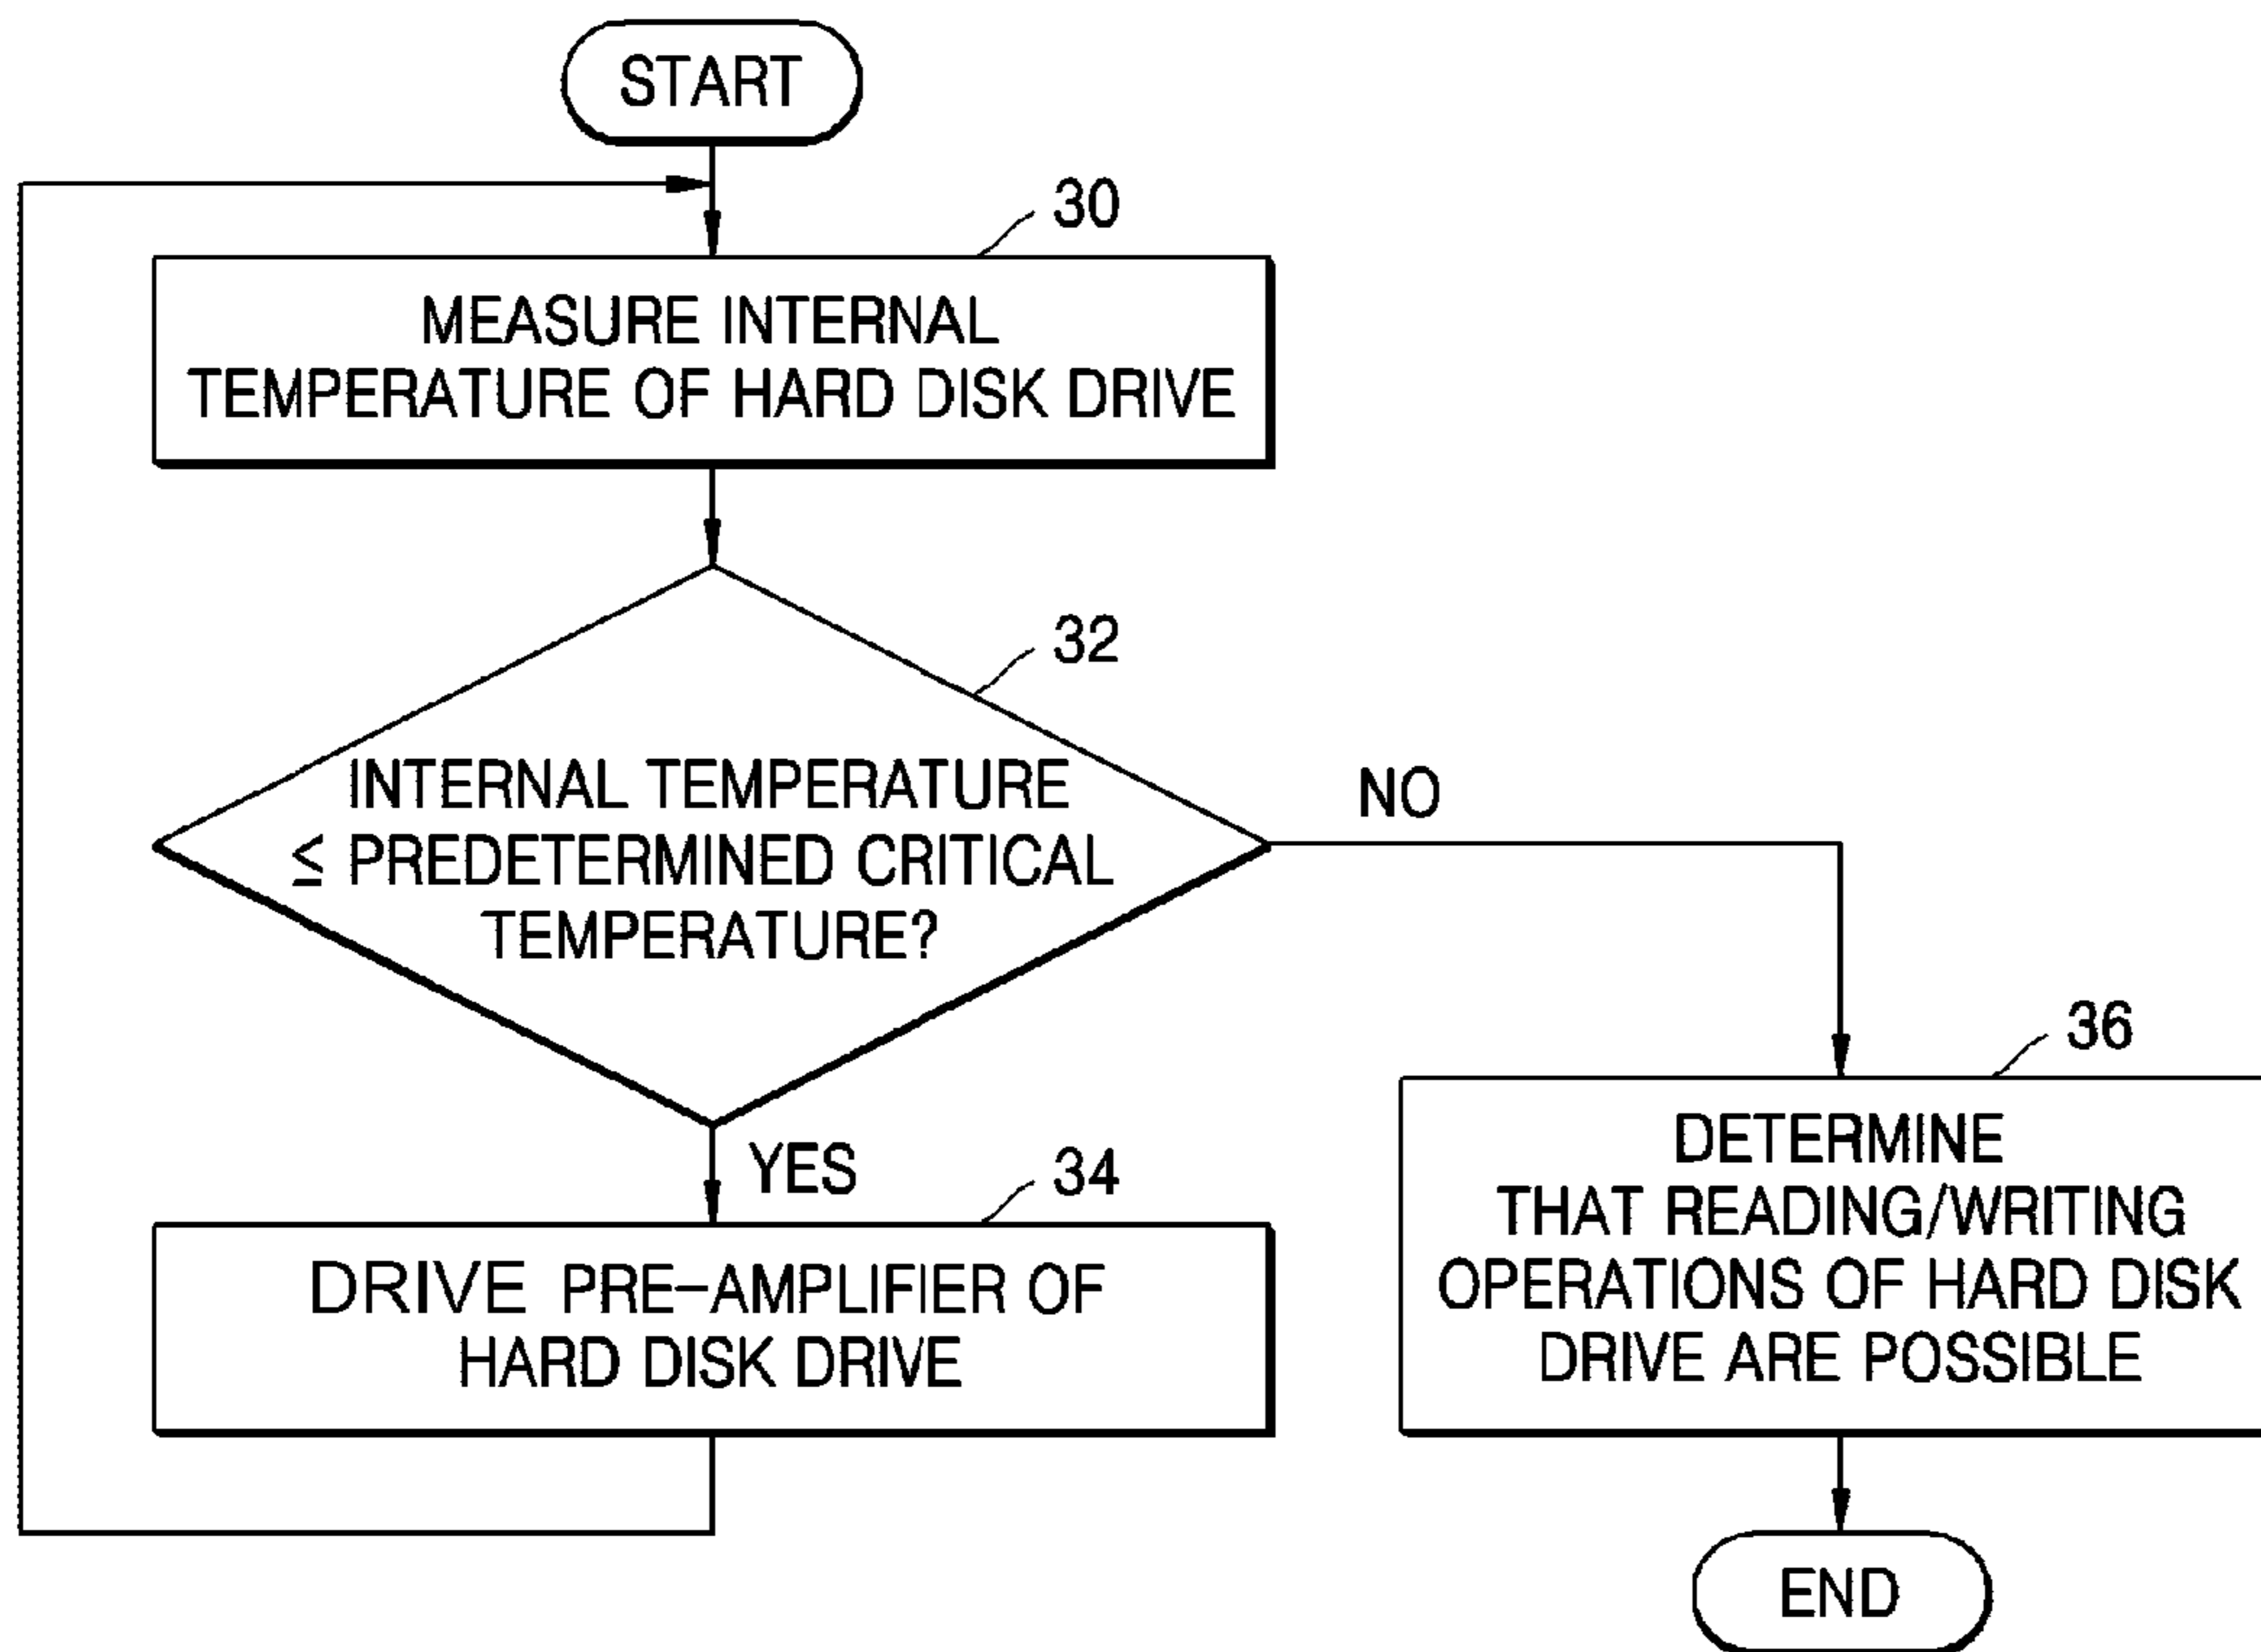 START
30
MEASURE INTERNAL
TEMPERATURE OF HARD DISK DRIVE
32
INTERNAL TEMPERATURE
≤ PREDETERMINED CRITICAL
TEMPERATURE?
NO
YES
34
DRIVE PRE-AMPLIFIER OF
HARD DISK DRIVE
36
DETERMINE
THAT READING/WRITING
OPERATIONS OF HARD DISK
DRIVE ARE POSSIBLE
END